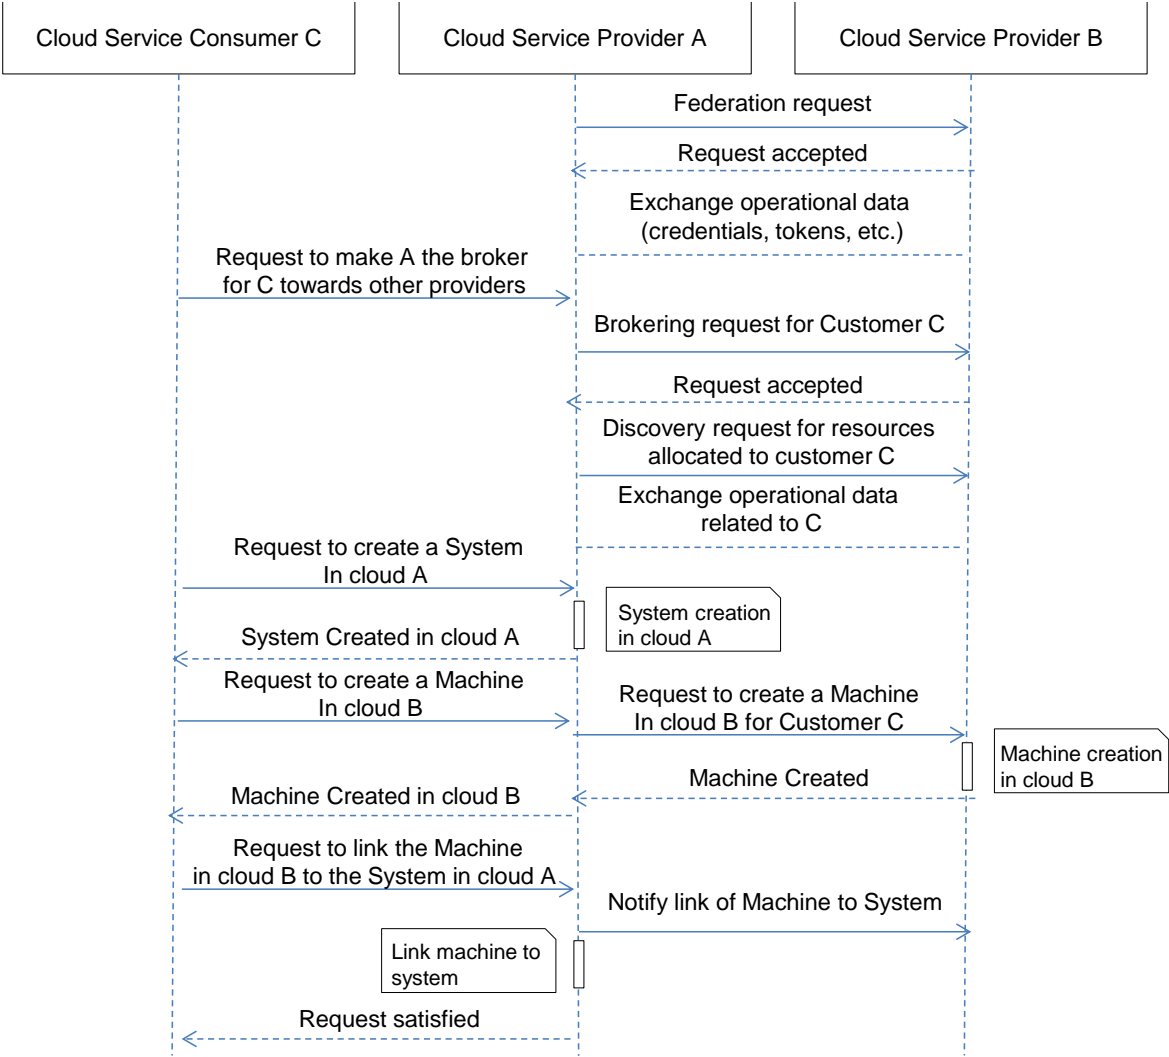 Cloud Service Consumer C
Cloud Service Provider A
Cloud Service Provider B
Federation request
Request accepted
Exchange operational data
(credentials, tokens, etc.)
Request to make A the broker
for C towards other providers
Brokering request for Customer C
Request accepted
Discovery request for resources
allocated to customer C
Exchange operational data
related to C
Request to create a System
In cloud A
System creation
in cloud A
System Created in cloud A
Request to create a Machine
In cloud B
Request to create a Machine
In cloud B for Customer C
Machine creation
in cloud B
Machine Created
Machine Created in cloud B
Request to link the Machine
in cloud B to the System in cloud A
Notify link of Machine to System
Link machine to
system
Request satisfied